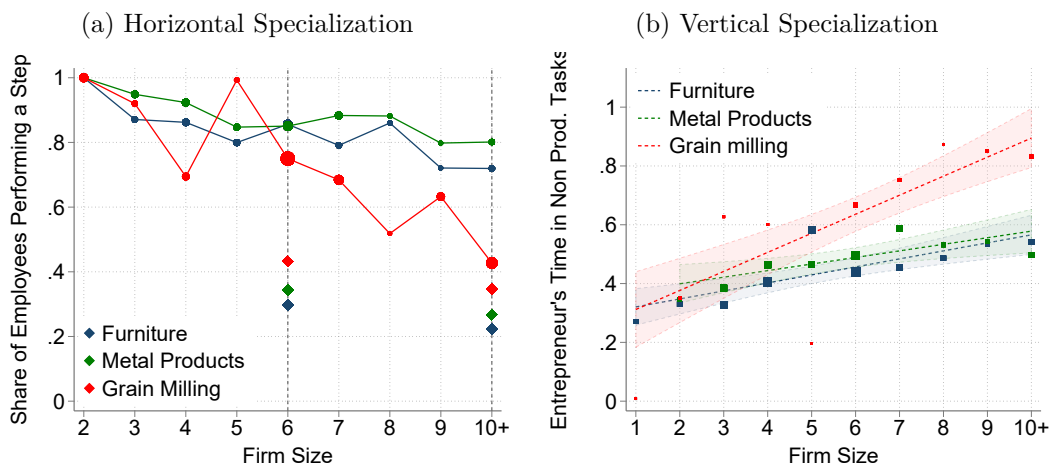 (a) Horizontal Specialization
Share of Employees Performing a Step
1
.8
.6
.4
.2
0
Furniture
Metal Products
Grain Milling
2 3 4 5 6 7 8 9 10+
Firm Size
(b) Vertical Specialization
Entrepreneur's Time in Non Prod. Tasks
1
.8
.6
.4
.2
0
Furniture
Metal Products
Grain milling
1 2 3 4 5 6 7 8 9 10+
Firm Size